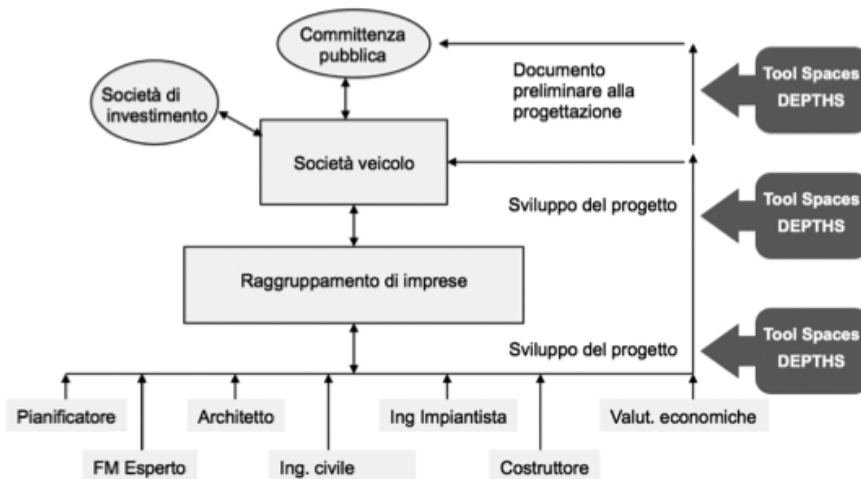 Committenza
pubblica
Società di
investimento
Documento
preliminare alla
progettazione
Tool Spaces
DEPTHS
Società veicolo
Sviluppo del progetto
Tool Spaces
DEPTHS
Raggruppamento di imprese
Sviluppo del progetto
Tool Spaces
DEPTHS
Pianificatore
Architetto
Ing Impiantista
Valut. economiche
FM Esperto
Ing. civile
Costruttore